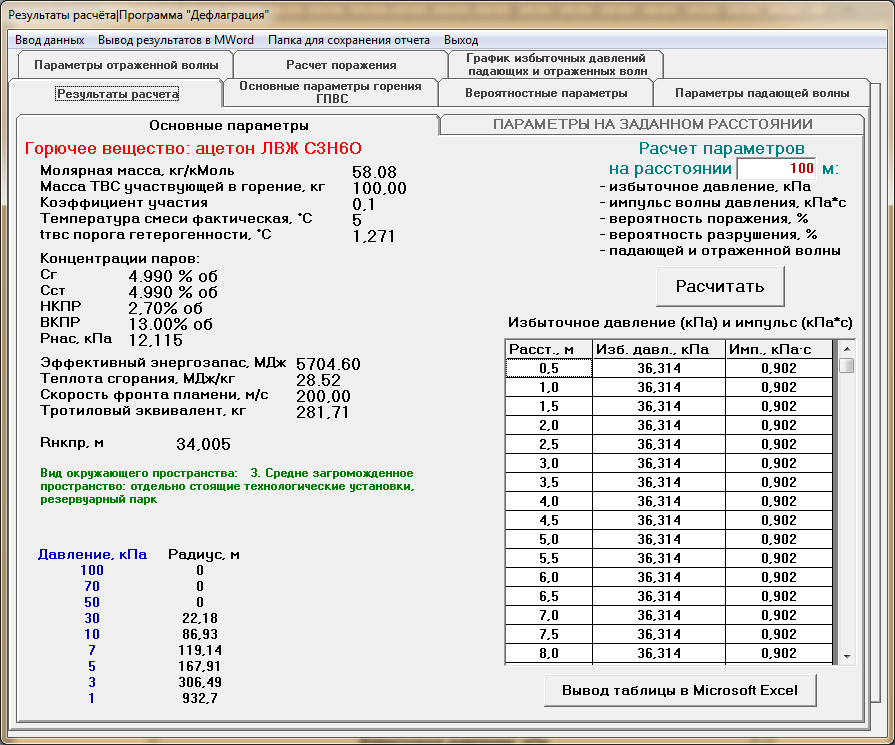 Результаты расчёта|Программа "Дефлаграция"
Ввод данных Вывод результатов в MWord Папка для сохранения отчета Выход
Параметры отраженной волны
Расчет поражения
График избыточных давлений
падающих и отраженных волн
Результаты расчета
Основные параметры горения
ГПВС
Вероятностные параметры
Параметры падающей волны
Основные параметры
ПАРАМЕТРЫ НА ЗАДАННОМ РАССТОЯНИИ
Горючее вещество: ацетон ЛВЖ C3H6O
Молярная масса, кг/кМоль 58.08
Масса ТВС участвующей в горение, кг 100,00
Коэффициент участия 0,1
Температура смеси фактическая, °С 5
tтвс порога гетерогенности, °С 1,271
Концентрации паров:
Сг 4.990 % об
Сст 4.990 % об
НКПР 2,70% об
ВКПР 13.00% об
Рнас, кПа 12,115
Эффективный энергозапас, МДж 5704.60
Теплота сгорания, МДж/кг 28.52
Скорость фронта пламени, м/с 200,00
Тротиловый эквивалент, кг 281,71
Rнкпр, м 34,005
Вид окружающего пространства: 3. Средне загроможденное
пространство: отдельно стоящие технологические установки,
резервуарный парк
Давление, кПа Радиус, м
100 0
70 0
50 0
30 22,18
10 86,93
7 119,14
5 167,91
3 306,49
1 932,7
Расчет параметров
на расстоянии 100 м:
- избыточное давление, кПа
- импульс волны давления, кПа*с
- вероятность поражения, %
- вероятность разрушения, %
- падающей и отраженной волны
Расчитать
Избыточное давление (кПа) и импульс (кПа*с)
Расст., м Изб. давл., кПа Имп., кПа·с
0,5 36,314 0,902
1,0 36,314 0,902
1,5 36,314 0,902
2,0 36,314 0,902
2,5 36,314 0,902
3,0 36,314 0,902
3,5 36,314 0,902
4,0 36,314 0,902
4,5 36,314 0,902
5,0 36,314 0,902
5,5 36,314 0,902
6,0 36,314 0,902
6,5 36,314 0,902
7,0 36,314 0,902
7,5 36,314 0,902
8,0 36,314 0,902
Вывод таблицы в Microsoft Excel